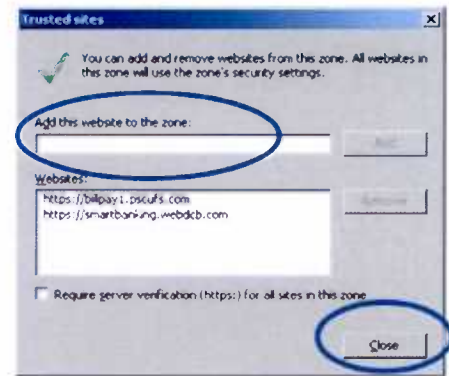 Trusted sites
You can add and remove websites from this zone. All websites in
this zone will use the zone's security settings.
Add this website to the zone:
Add
Websites:
Remove
https://billpay1.pscufs.com
https://smartbanking.webdcb.com
Require server verification (https:) for all sites in this zone
Close